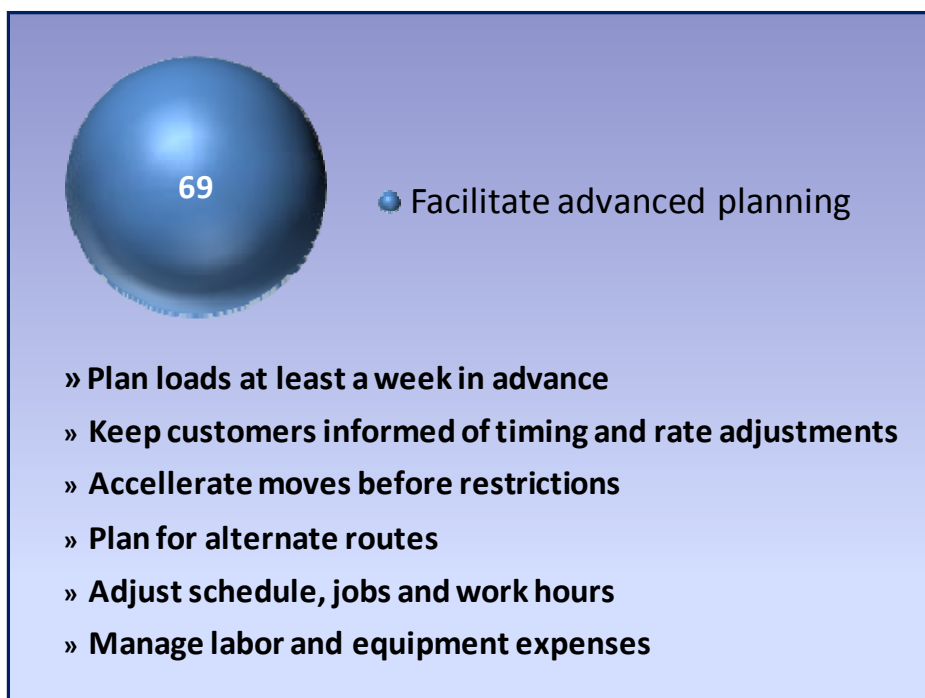 69
Facilitate advanced planning
» Plan loads at least a week in advance
» Keep customers informed of timing and rate adjustments
» Accellerate moves before restrictions
» Plan for alternate routes
» Adjust schedule, jobs and work hours
» Manage labor and equipment expenses